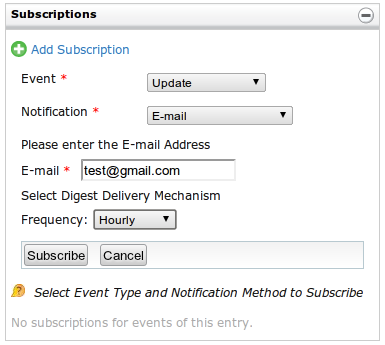 Subscriptions
Add Subscription
Event * Update
Notification * E-mail
Please enter the E-mail Address
E-mail * test@gmail.com
Select Digest Delivery Mechanism
Frequency: Hourly
Subscribe Cancel
Select Event Type and Notification Method to Subscribe
No subscriptions for events of this entry.